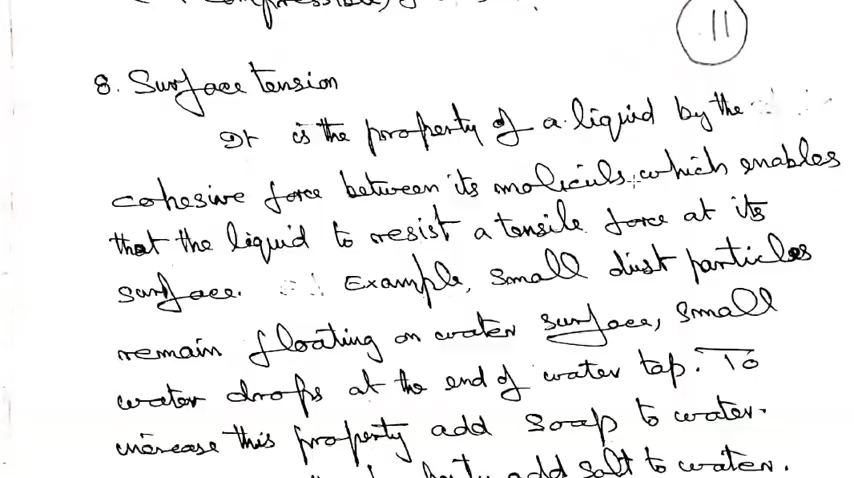 compressible)
11
8. Surface tension
It is the property of a liquid by the
cohesive force between its moliculs, which enables
that the liquid to resist a tensile force at its
surface. Example, small dust particles
remain floating on water surface, small
water drops at the end of water tap. To
increase this property add soap to water.
add salt to water.